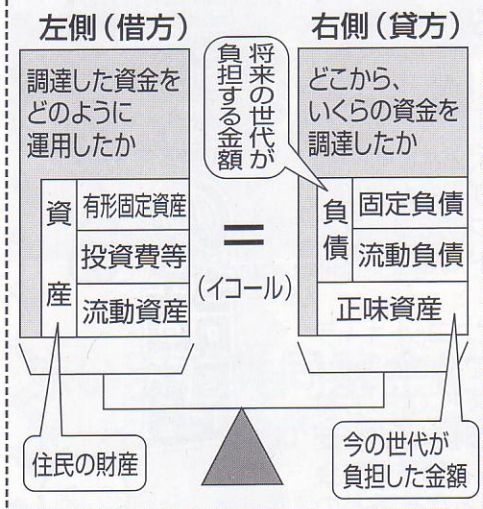 左側(借方)
調達した資金を
どのように
運用したか
資産
有形固定資産
投資費等
流動資産
住民の財産
=
(イコール)
右側(貸方)
将来の世代が
負担する金額
どこから、
いくらの資金を
調達したか
負債
固定負債
流動負債
正味資産
今の世代が
負担した金額